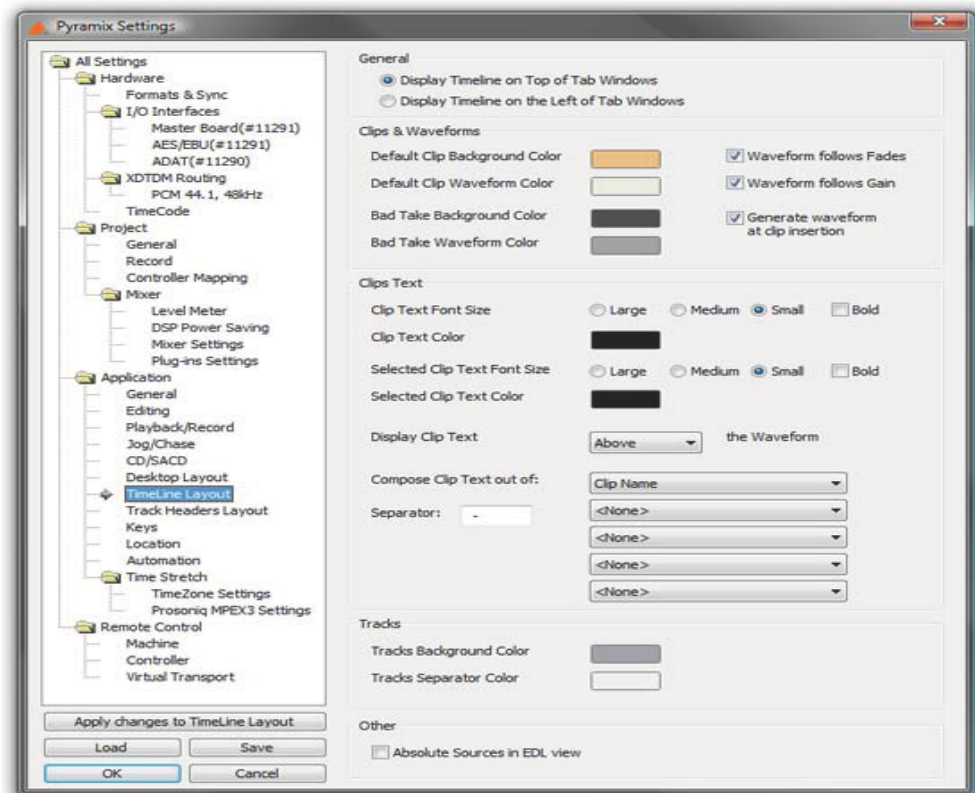 Pyramix Settings
All Settings
Hardware
Formats & Sync
I/O Interfaces
Master Board(#11291)
AES/EBU(#11291)
ADAT(#11290)
XDTDM Routing
PCM 44.1, 48kHz
TimeCode
Project
General
Record
Controller Mapping
Mixer
Level Meter
DSP Power Saving
Mixer Settings
Plug-ins Settings
Application
General
Editing
Playback/Record
Jog/Chase
CD/SACD
Desktop Layout
TimeLine Layout
Track Headers Layout
Keys
Location
Automation
Time Stretch
TimeZone Settings
Prosoniq MPEX3 Settings
Remote Control
Machine
Controller
Virtual Transport
Apply changes to TimeLine Layout
Load Save
OK Cancel
General
Display Timeline on Top of Tab Windows
Display Timeline on the Left of Tab Windows
Clips & Waveforms
Default Clip Background Color Waveform follows Fades
Default Clip Waveform Color Waveform follows Gain
Bad Take Background Color Generate waveform
at clip insertion
Bad Take Waveform Color
Clips Text
Clip Text Font Size Large Medium Small Bold
Clip Text Color
Selected Clip Text Font Size Large Medium Small Bold
Selected Clip Text Color
Display Clip Text Above the Waveform
Compose Clip Text out of: Clip Name
Separator: - <None>
<None>
<None>
<None>
Tracks
Tracks Background Color
Tracks Separator Color
Other
Absolute Sources in EDL view